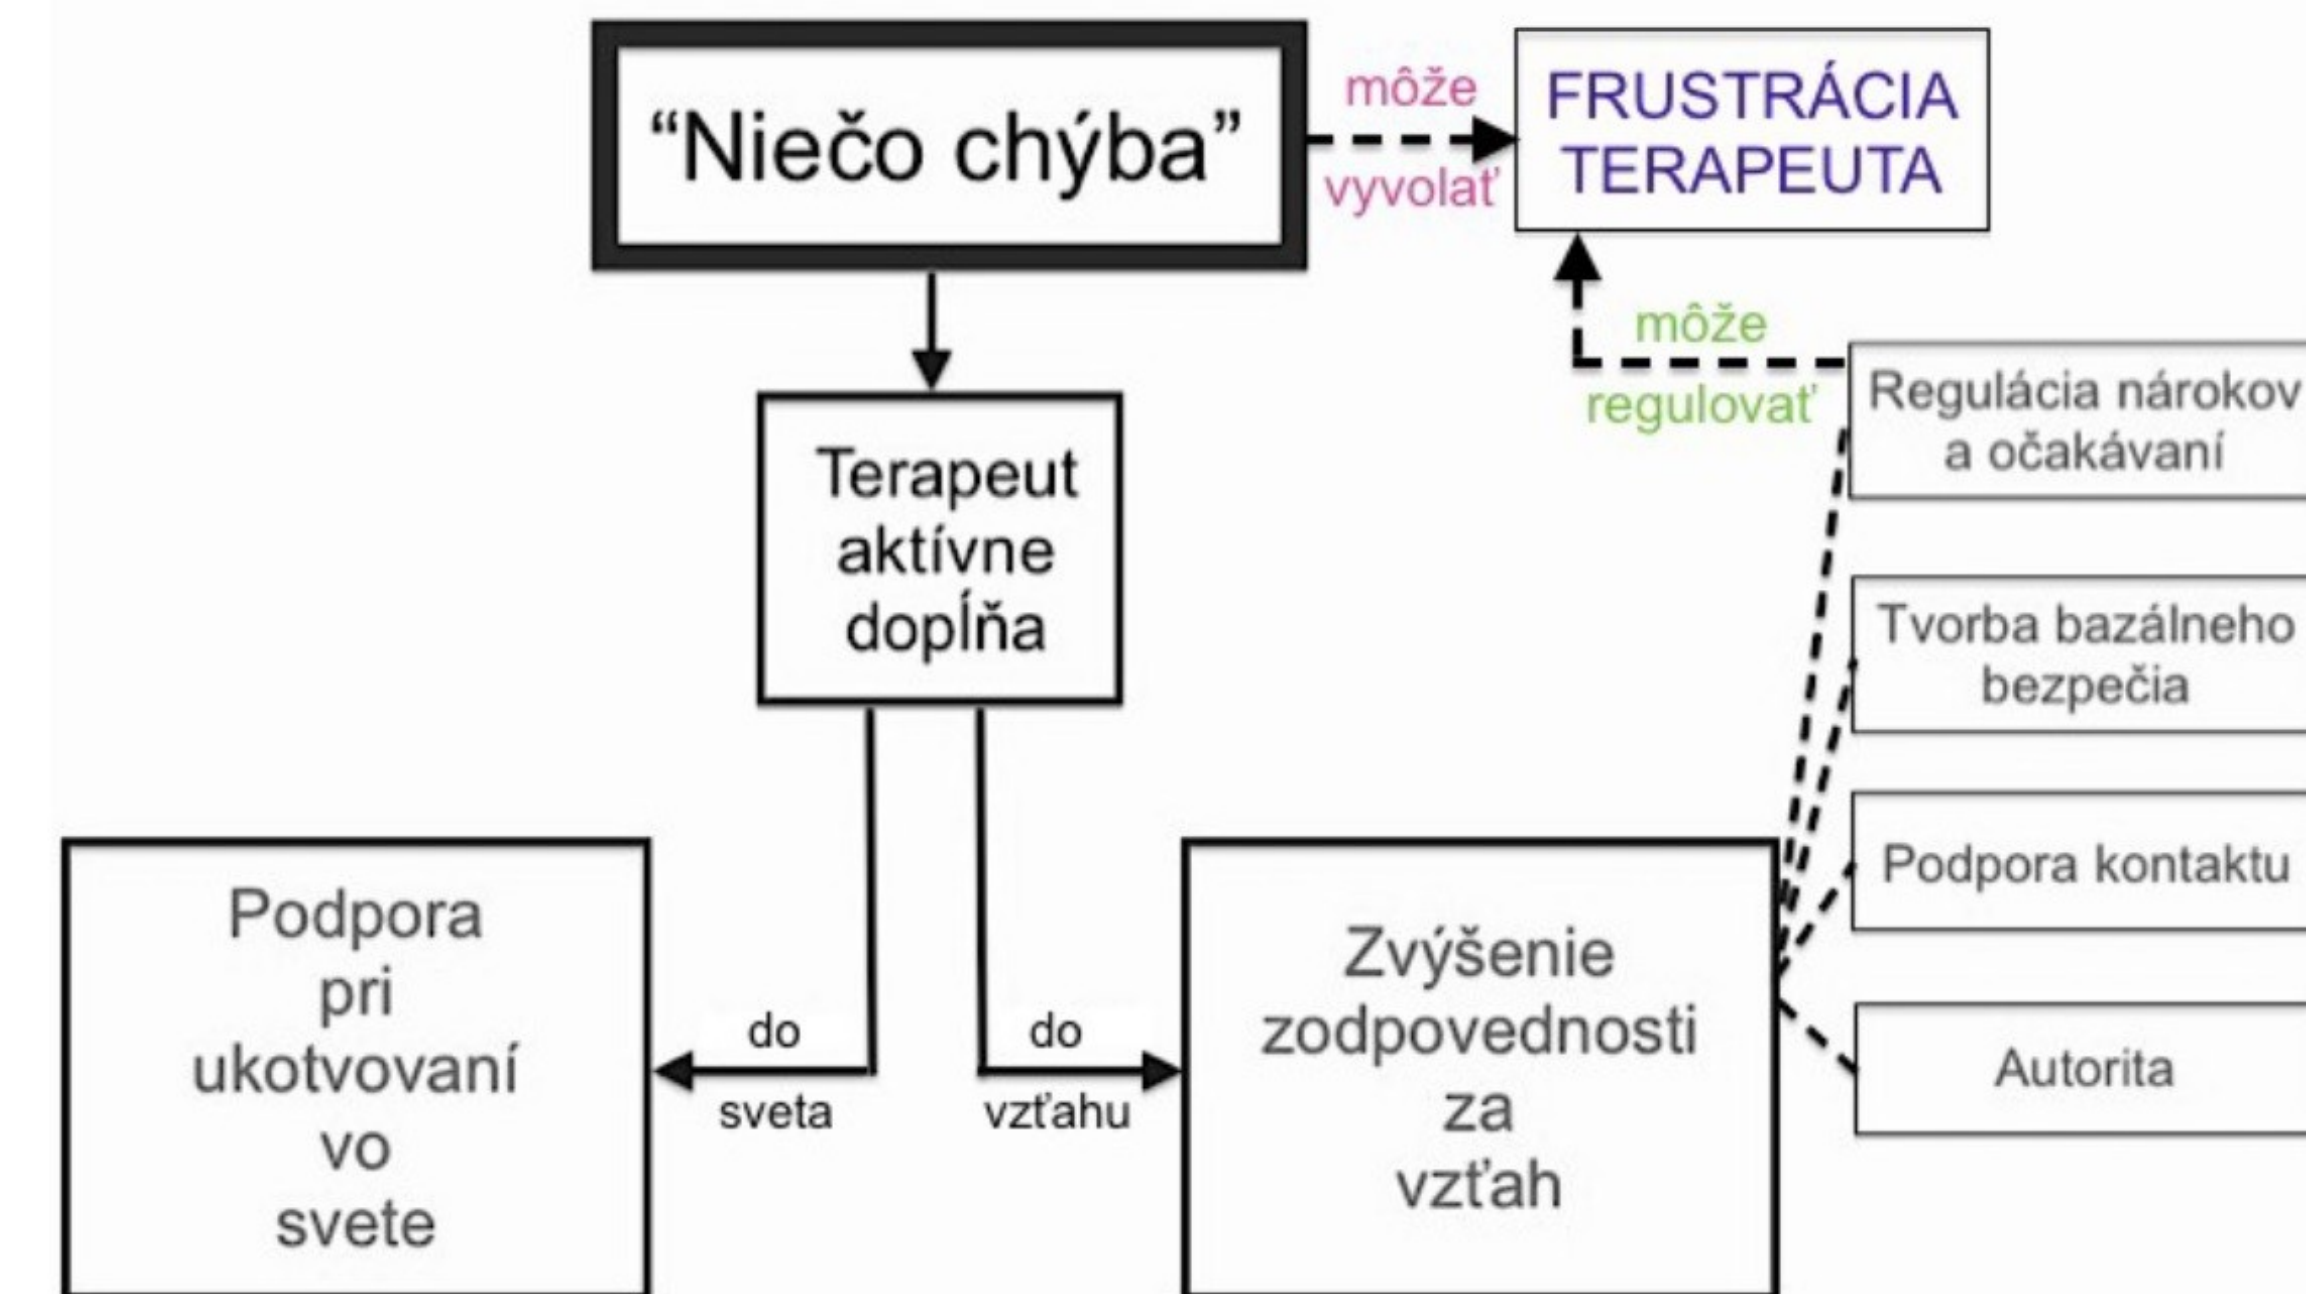 “Niečo chýba”
môže
vyvolať
FRUSTRÁCIA
TERAPEUTA
môže
regulovať
Regulácia nárokov
a očakávaní
Terapeut
aktívne
dopĺňa
Tvorba bazálneho
bezpečia
Podpora kontaktu
Autorita
do
sveta
do
vzťahu
Podpora
pri
ukotvovaní
vo
svete
Zvýšenie
zodpovednosti
za
vzťah